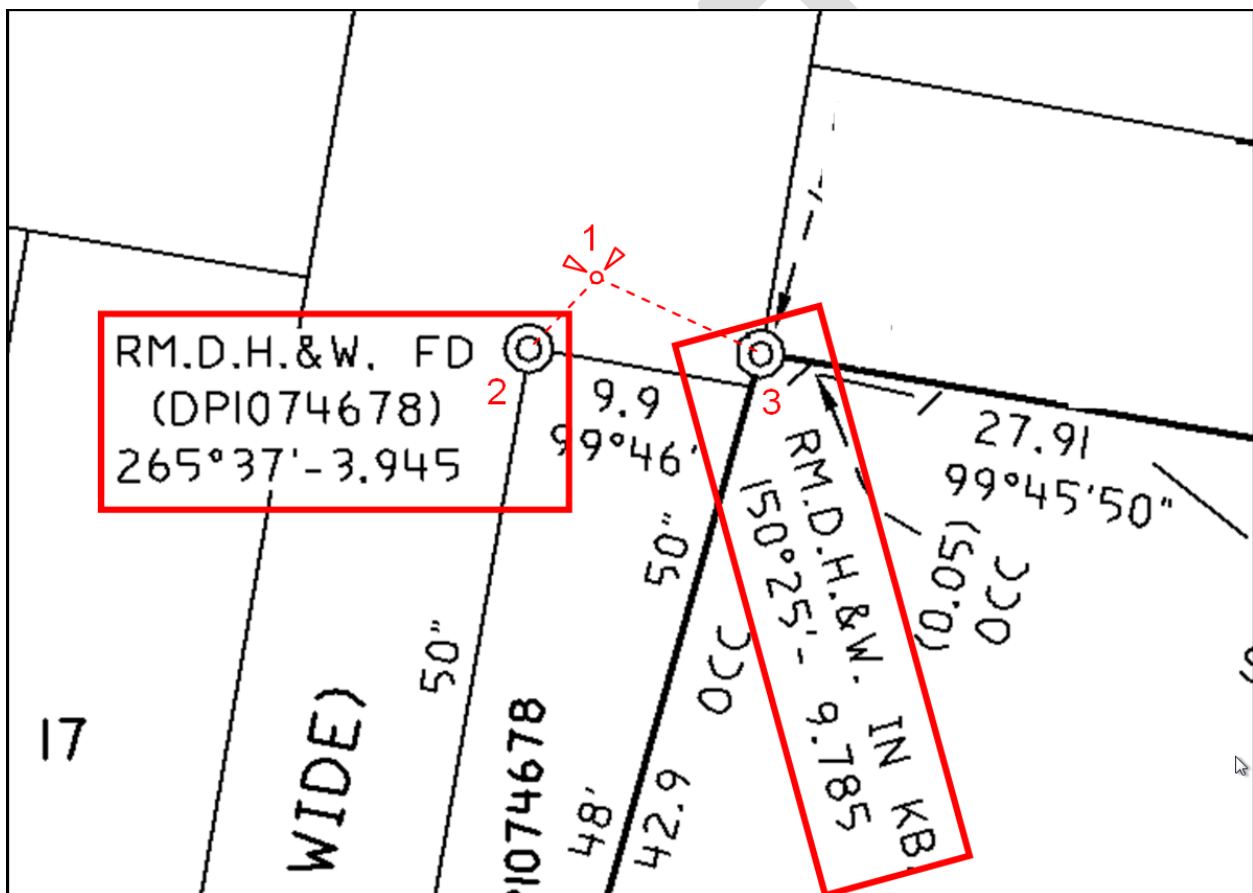 1
RM.D.H.&W. FD
(DP1074678)
265°37'-3.945
2
9.9
99°46'
3
27.91
99°45'50"
RM.D.H.&W. IN KB.
150°25'- 9.785
(0.05)
OCC
50"
OCC
50"
17
WIDE)
P1074678
48'
42.9